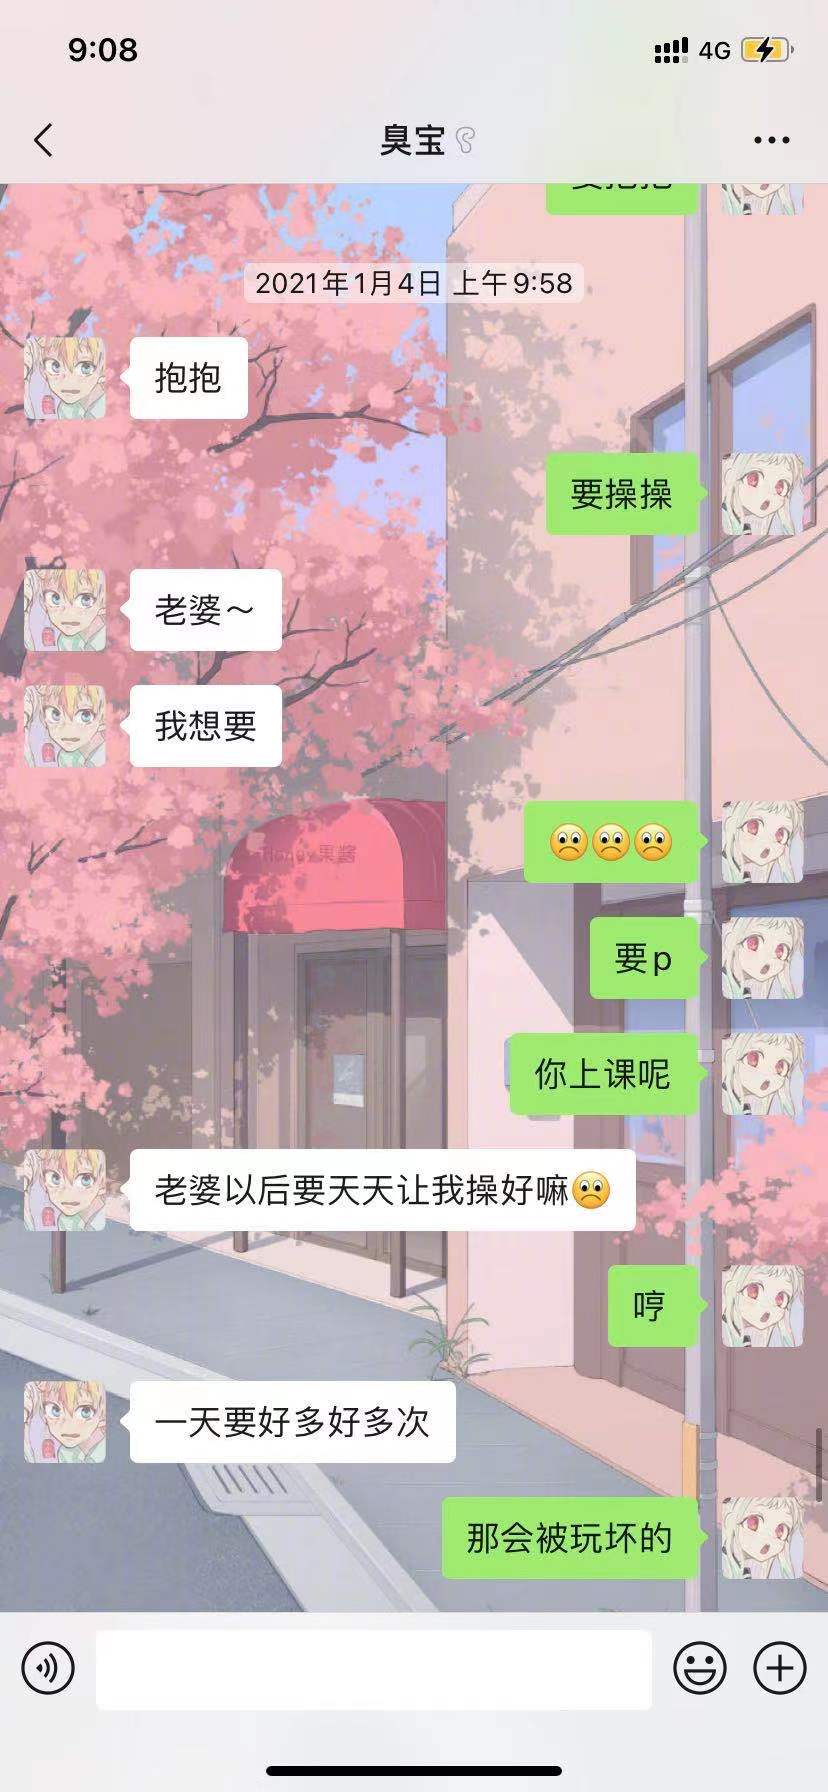 9:08
4G
臭宝
2021年1月4日 上午9:58
抱抱
要操操
老婆～
我想要
🙁🙁🙁
要p
你上课呢
老婆以后要天天让我操好嘛🙁
哼
一天要好多好多次
那会被玩坏的